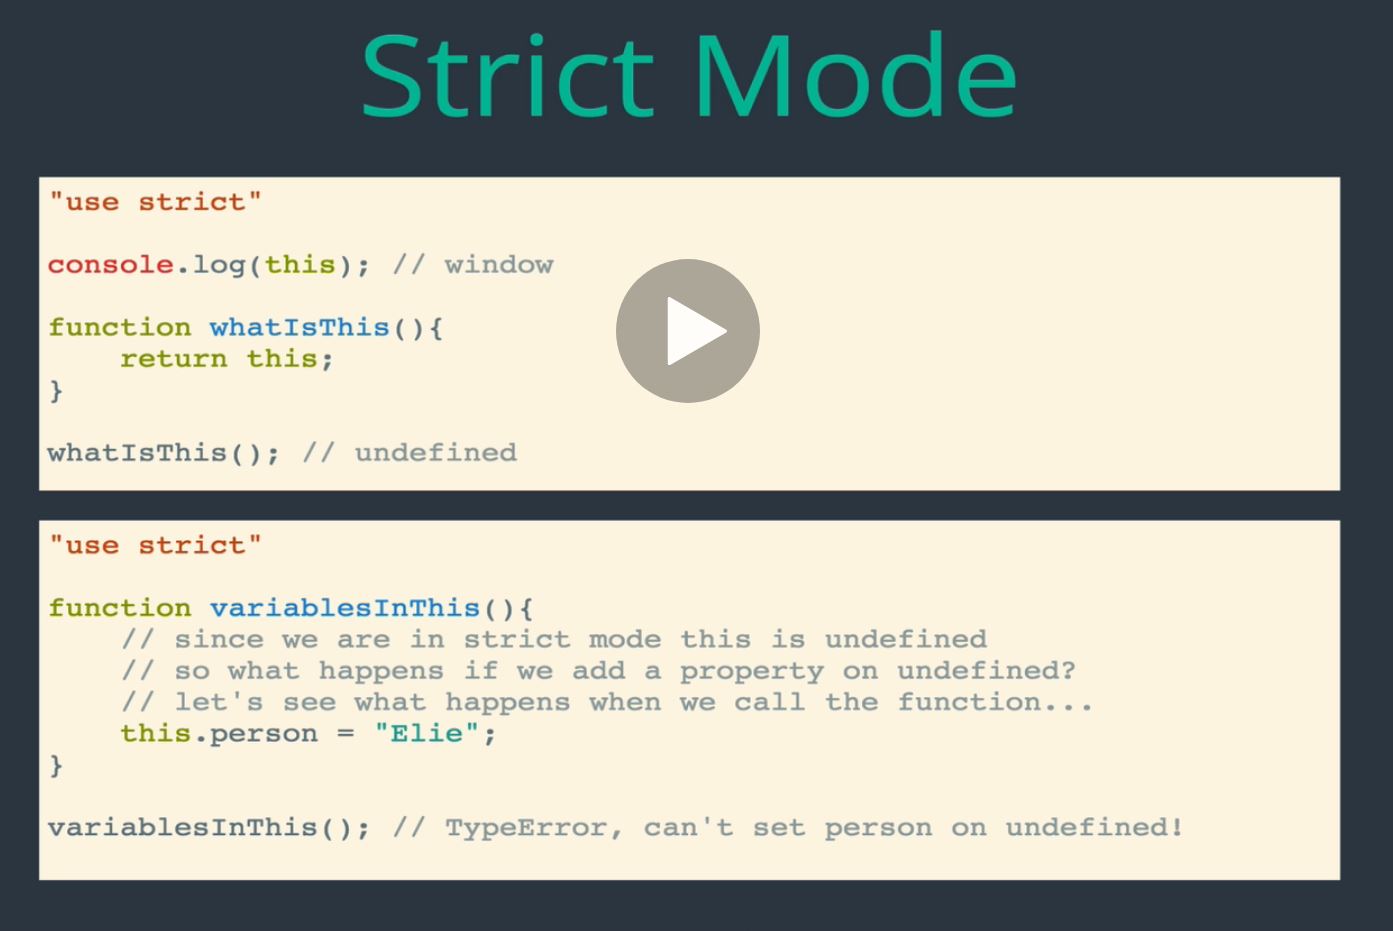 Strict Mode
"use strict"
console.log(this); // window
function whatIsThis(){
    return this;
}
whatIsThis(); // undefined
"use strict"
function variablesInThis(){
    // since we are in strict mode this is undefined
    // so what happens if we add a property on undefined?
    // let's see what happens when we call the function...
    this.person = "Elie";
}
variablesInThis(); // TypeError, can't set person on undefined!